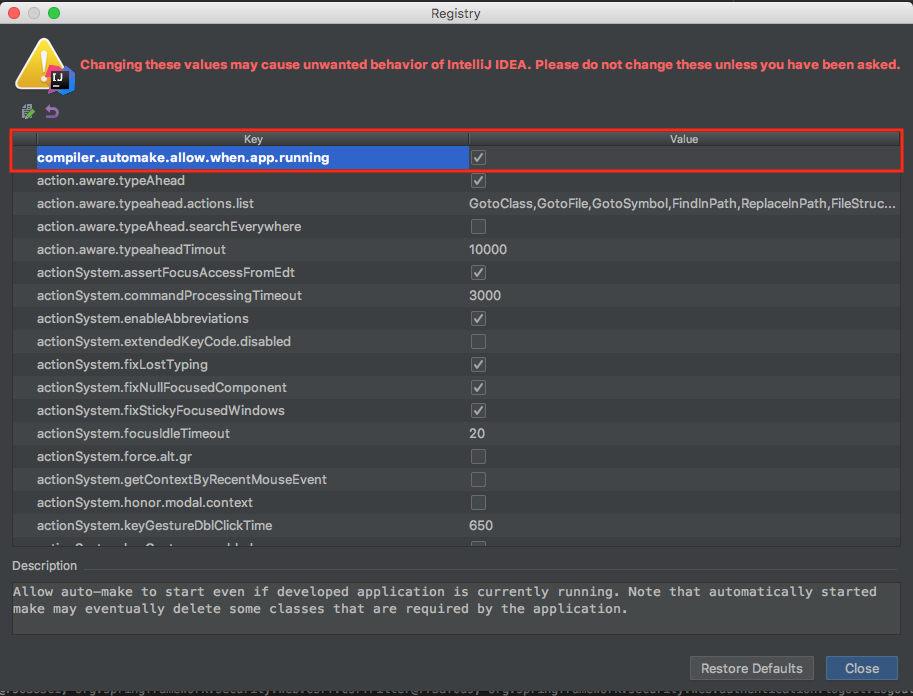 Registry
Changing these values may cause unwanted behavior of IntelliJ IDEA. Please do not change these unless you have been asked.
Key Value
compiler.automake.allow.when.app.running
action.aware.typeAhead
action.aware.typeahead.actions.list GotoClass,GotoFile,GotoSymbol,FindInPath,ReplaceInPath,FileStruc...
action.aware.typeAhead.searchEverywhere
action.aware.typeaheadTimout 10000
actionSystem.assertFocusAccessFromEdt
actionSystem.commandProcessingTimeout 3000
actionSystem.enableAbbreviations
actionSystem.extendedKeyCode.disabled
actionSystem.fixLostTyping
actionSystem.fixNullFocusedComponent
actionSystem.fixStickyFocusedWindows
actionSystem.focusIdleTimeout 20
actionSystem.force.alt.gr
actionSystem.getContextByRecentMouseEvent
actionSystem.honor.modal.context
actionSystem.keyGestureDblClickTime 650
Description
Allow auto-make to start even if developed application is currently running. Note that automatically started
make may eventually delete some classes that are required by the application.
Restore Defaults Close